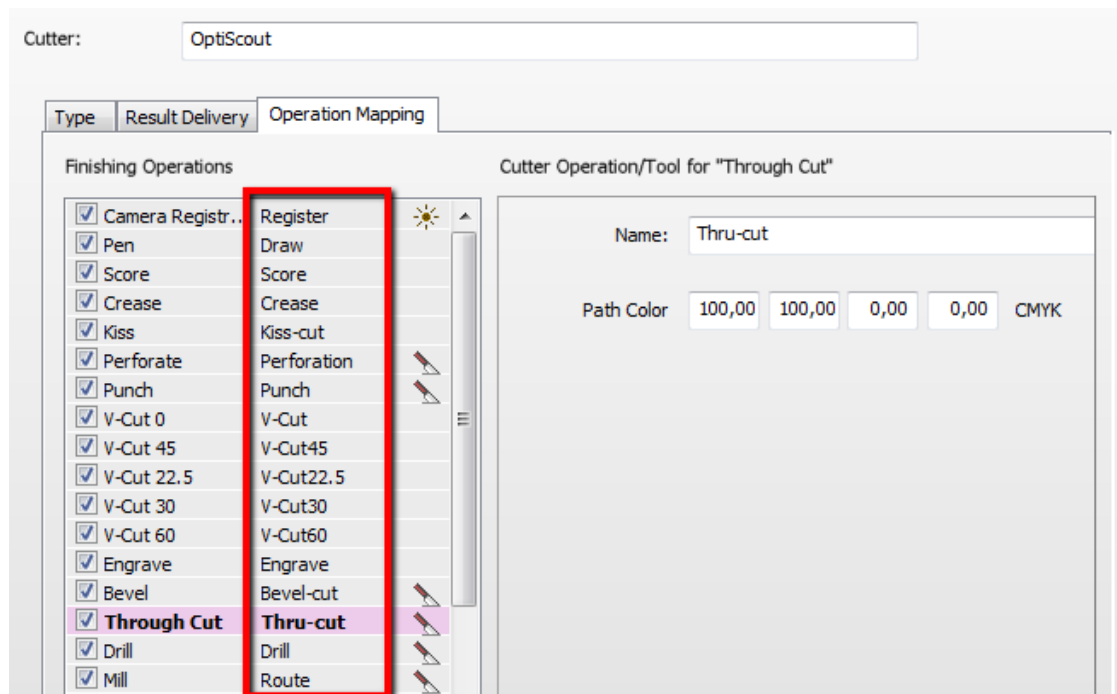 Cutter: OptiScout
Type Result Delivery Operation Mapping
Finishing Operations
Cutter Operation/Tool for "Through Cut"
Camera Registr.. Register
Pen Draw
Score Score
Crease Crease
Kiss Kiss-cut
Perforate Perforation
Punch Punch
V-Cut 0 V-Cut
V-Cut 45 V-Cut45
V-Cut 22.5 V-Cut22.5
V-Cut 30 V-Cut30
V-Cut 60 V-Cut60
Engrave Engrave
Bevel Bevel-cut
Through Cut Thru-cut
Drill Drill
Mill Route
Name: Thru-cut
Path Color 100,00 100,00 0,00 0,00 CMYK